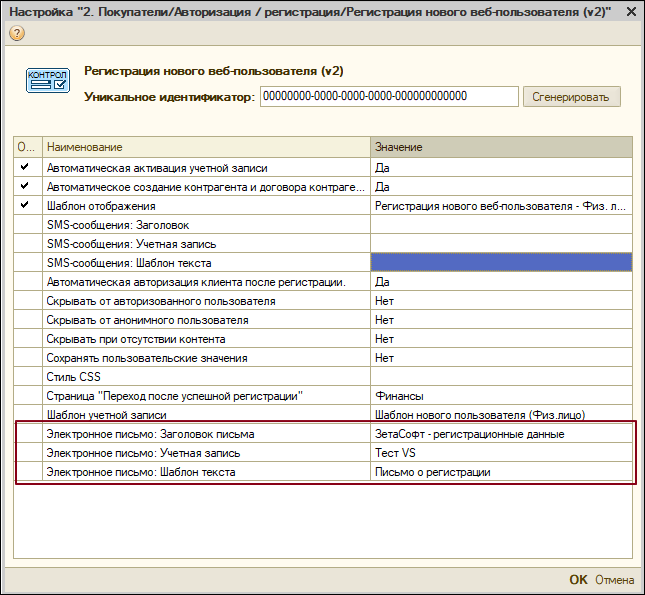 Настройка "2. Покупатели/Авторизация / регистрация/Регистрация нового веб-пользователя (v2)"
?
КОНТРОЛ
Регистрация нового веб-пользователя (v2)
Уникальное идентификатор: 00000000-0000-0000-0000-000000000000 Сгенерировать
О... Наименование Значение
Автоматическая активация учетной записи Да
Автоматическое создание контрагента и договора контраге... Да
Шаблон отображения Регистрация нового веб-пользователя - Физ. л...
SMS-сообщения: Заголовок
SMS-сообщения: Учетная запись
SMS-сообщения: Шаблон текста
Автоматическая авторизация клиента после регистрации. Да
Скрывать от авторизованного пользователя Нет
Скрывать от анонимного пользователя Нет
Скрывать при отсутствии контента Нет
Сохранять пользовательские значения Нет
Стиль CSS
Страница "Переход после успешной регистрации" Финансы
Шаблон учетной записи Шаблон нового пользователя (Физ.лицо)
Электронное письмо: Заголовок письма ЗетаСофт - регистрационные данные
Электронное письмо: Учетная запись Тест VS
Электронное письмо: Шаблон текста Письмо о регистрации
OK Отмена